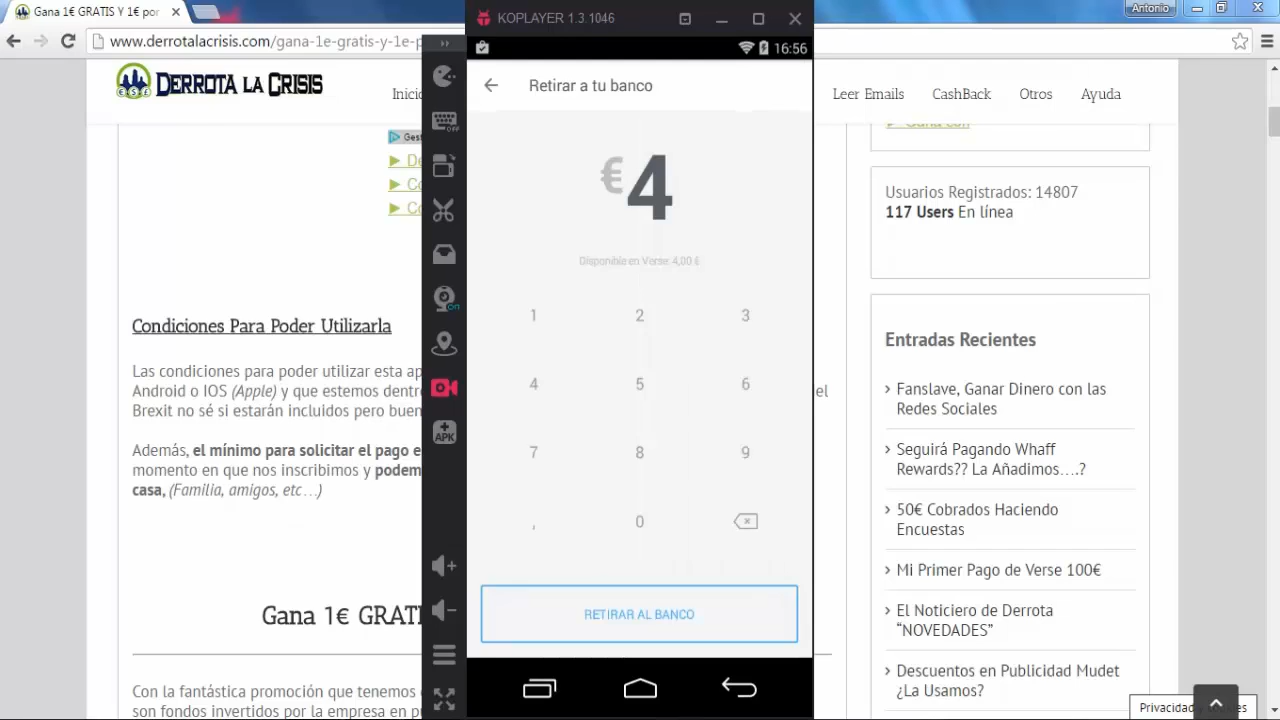 Gana 1€ GRATIS Y 1€ por
Antonio
www.derrotalacrisis.com/gana-1e-gratis-y-1e-p
KOPLAYER 1.3.1046
16:56
DERROTA LA CRISIS
Inicio
Leer Emails
CashBack
Otros
Ayuda
Retirar a tu banco
€4
Disponible en Verse: 4,00 €
1 2 3
4 5 6
7 8 9
, 0
RETIRAR AL BANCO
OFF
on
APK
Usuarios Registrados: 14807
117 Users En línea
Condiciones Para Poder Utilizarla
Las condiciones para poder utilizar esta
Android o IOS (Apple) y que estemos
el
Brexit no sé si estarán incluidos pero
Además, el mínimo para solicitar el pago
momento en que nos inscribimos y
casa, (Familia, amigos, etc…)
Gana 1€
Con la fantástica promoción que tenemos
son fondos invertidos por la empresa en
Entradas Recientes
Fanslave, Ganar Dinero con las
Redes Sociales
Seguirá Pagando Whaff
Rewards?? La Añadimos….?
50€ Cobrados Haciendo
Encuestas
Mi Primer Pago de Verse 100€
El Noticiero de Derrota
“NOVEDADES”
Descuentos en Publicidad Mudet
¿La Usamos?
Privacidad